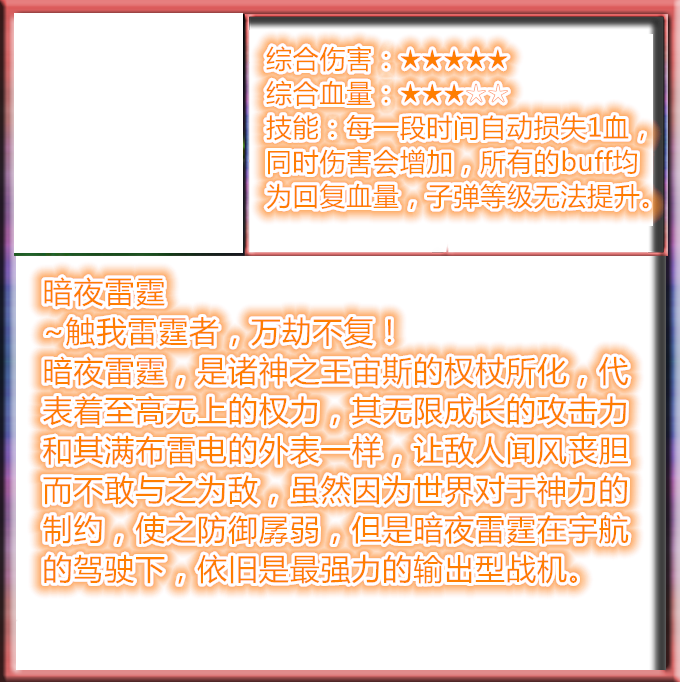 综合伤害：★★★★★
综合血量：★★★☆☆
技能：每一段时间自动损失1血，
同时伤害会增加，所有的buff均
为回复血量，子弹等级无法提升。
暗夜雷霆
~触我雷霆者，万劫不复！
暗夜雷霆，是诸神之王宙斯的权杖所化，代
表着至高无上的权力，其无限成长的攻击力
和其满布雷电的外表一样，让敌人闻风丧胆
而不敢与之为敌，虽然因为世界对于神力的
制约，使之防御孱弱，但是暗夜雷霆在宇航
的驾驶下，依旧是最强力的输出型战机。